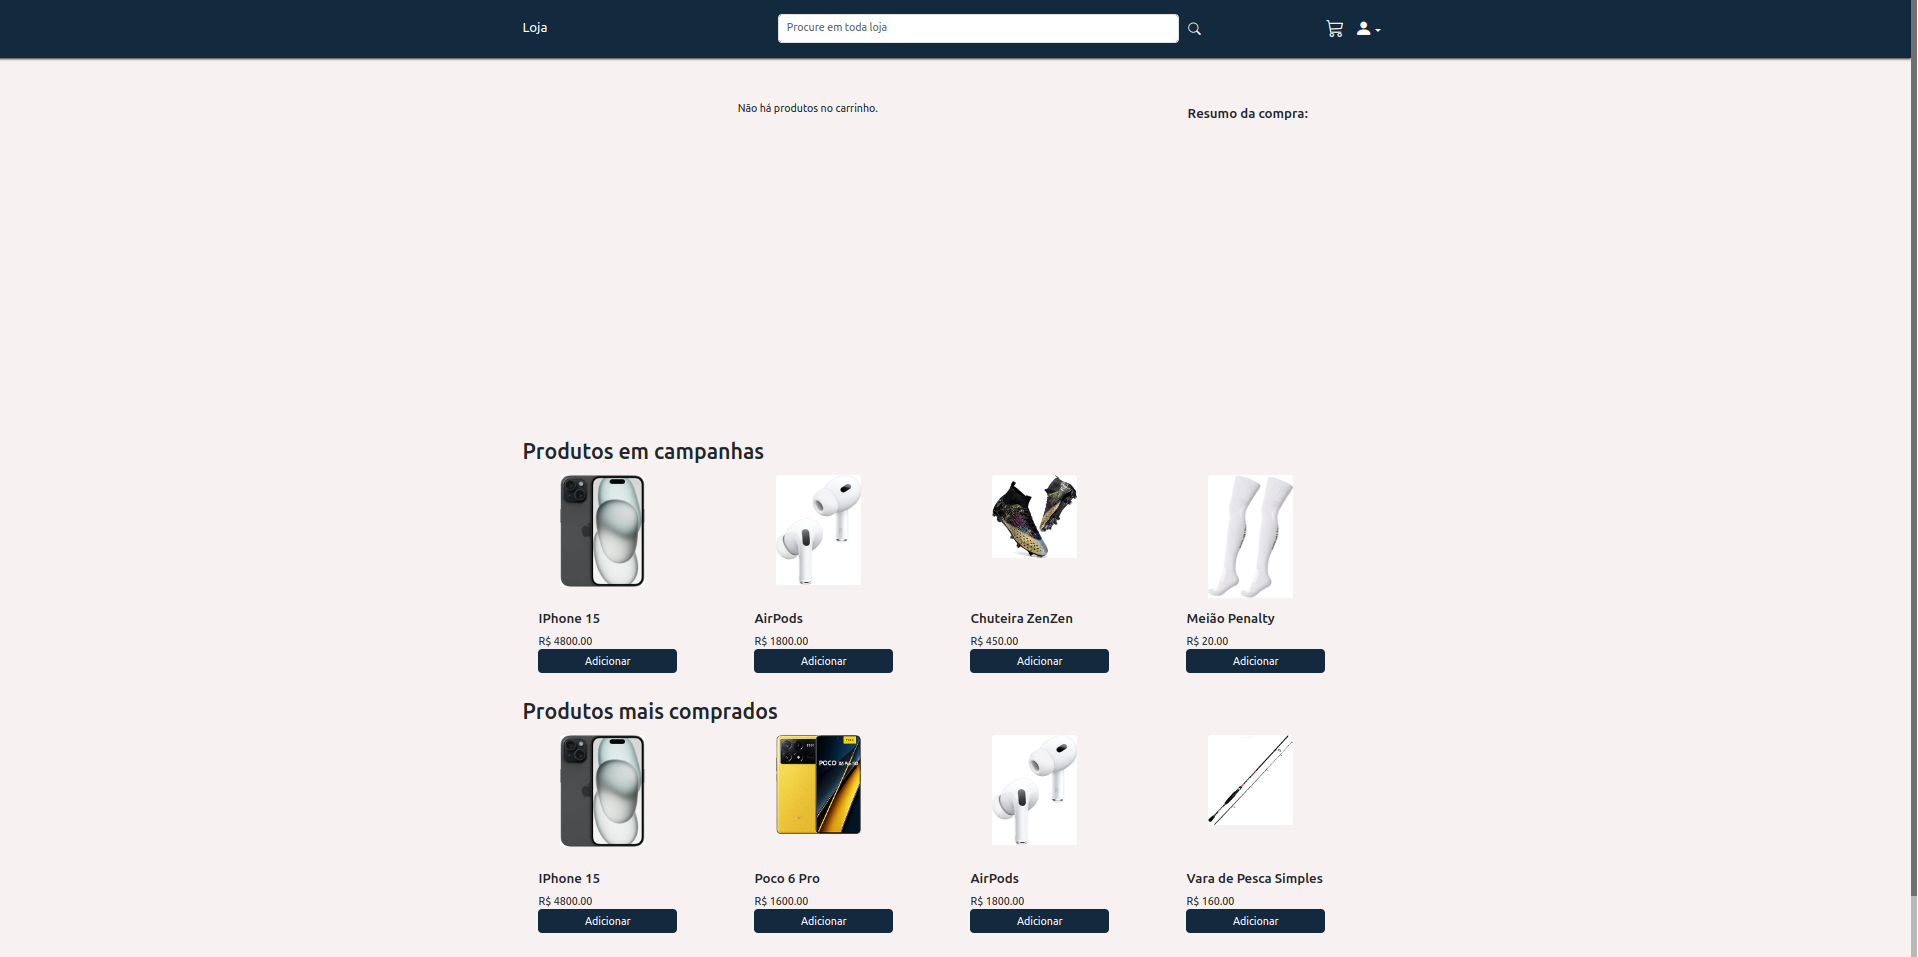 Loja
Procure em toda loja
Não há produtos no carrinho.
Resumo da compra:
Produtos em campanhas
IPhone 15
R$ 4800.00
Adicionar
AirPods
R$ 1800.00
Adicionar
Chuteira ZenZen
R$ 450.00
Adicionar
Meião Penalty
R$ 20.00
Adicionar
Produtos mais comprados
IPhone 15
R$ 4800.00
Adicionar
POCO
Poco 6 Pro
R$ 1600.00
Adicionar
AirPods
R$ 1800.00
Adicionar
Vara de Pesca Simples
R$ 160.00
Adicionar